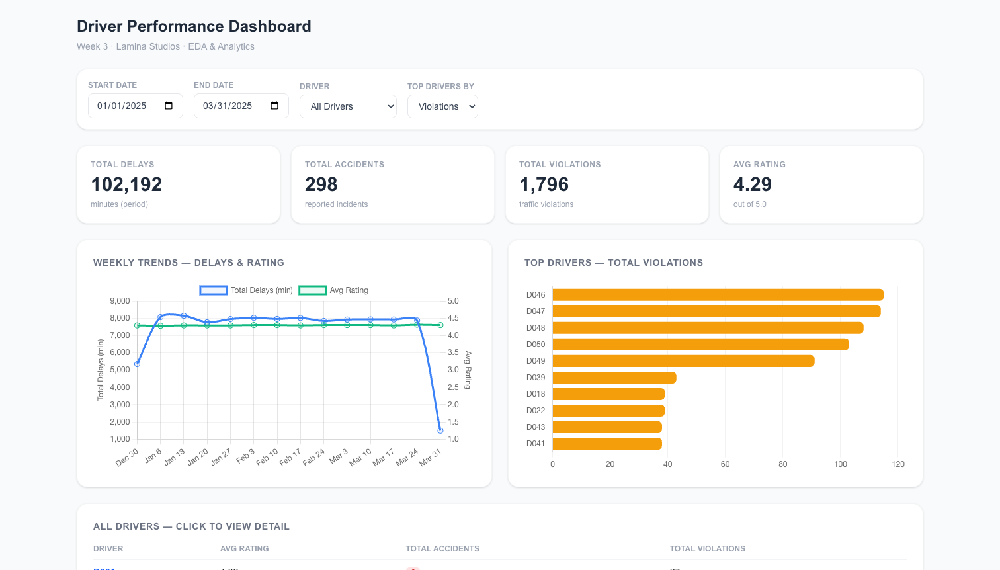 Driver Performance Dashboard
Week 3 · Lamina Studios · EDA & Analytics
START DATE
END DATE
DRIVER
TOP DRIVERS BY
01/01/2025
03/31/2025
All Drivers
Violations
TOTAL DELAYS
102,192
minutes (period)
TOTAL ACCIDENTS
298
reported incidents
TOTAL VIOLATIONS
1,796
traffic violations
AVG RATING
4.29
out of 5.0
WEEKLY TRENDS — DELAYS & RATING
Total Delays (min)
Avg Rating
9,000
8,000
7,000
6,000
5,000
4,000
3,000
2,000
1,000
Total Delays (min)
5.0
4.5
4.0
3.5
3.0
2.5
2.0
1.5
1.0
Avg Rating
Dec 30
Jan 6
Jan 13
Jan 20
Jan 27
Feb 3
Feb 10
Feb 17
Feb 24
Mar 3
Mar 10
Mar 17
Mar 24
Mar 31
TOP DRIVERS — TOTAL VIOLATIONS
D046
D047
D048
D050
D049
D039
D018
D022
D043
D041
0
20
40
60
80
100
120
ALL DRIVERS — CLICK TO VIEW DETAIL
DRIVER
AVG RATING
TOTAL ACCIDENTS
TOTAL VIOLATIONS